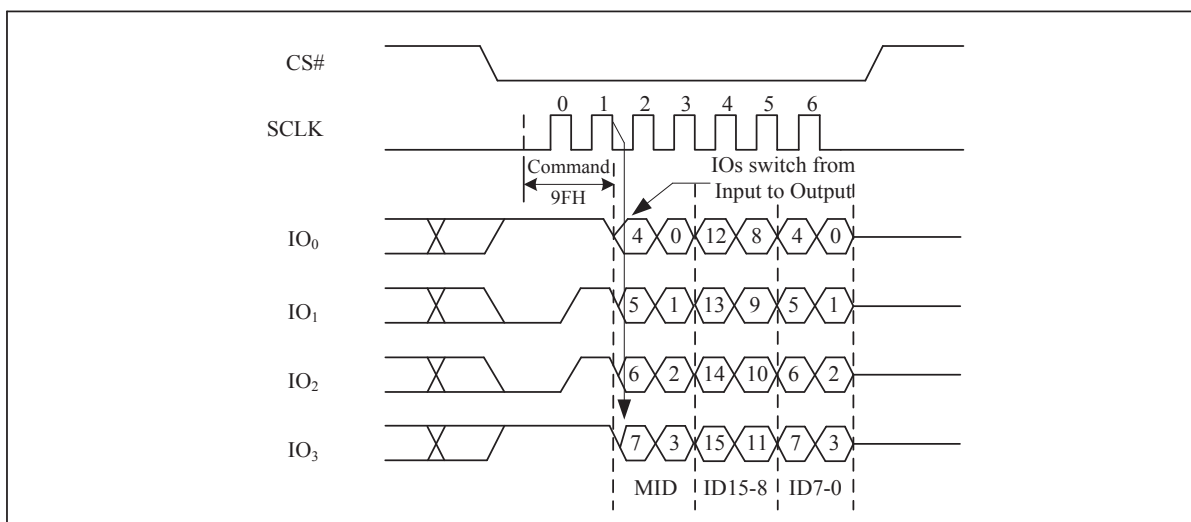 CS#
0 1 2 3 4 5 6
SCLK
Command
9FH
IOs switch from
Input to Output
IO₀ 4 0 12 8 4 0
IO₁ 5 1 13 9 5 1
IO₂ 6 2 14 10 6 2
IO₃ 7 3 15 11 7 3
MID ID15-8 ID7-0